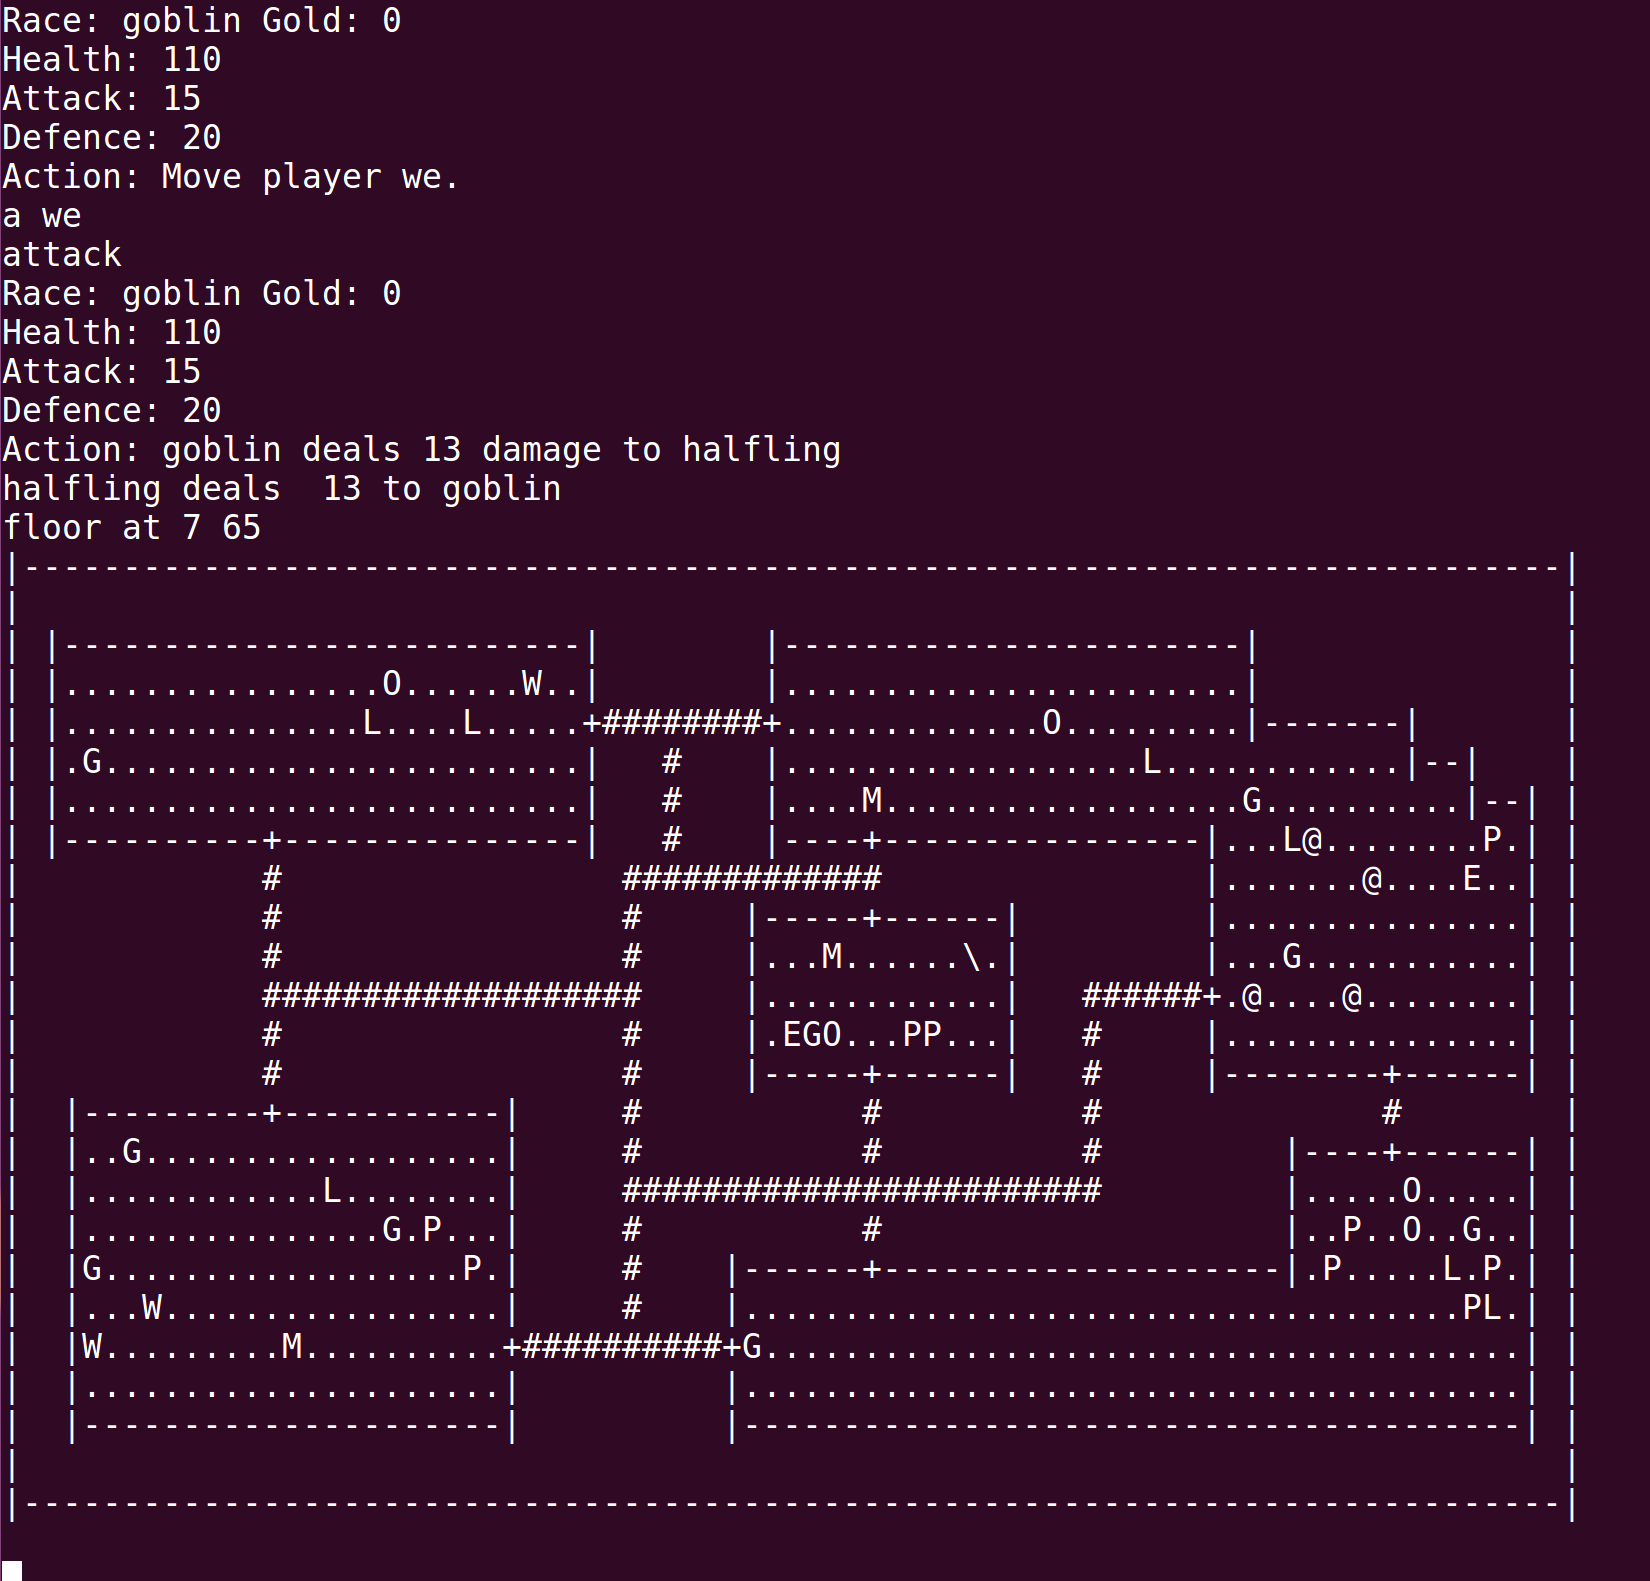 Race: goblin Gold: 0
Health: 110
Attack: 15
Defence: 20
Action: Move player we.
a we
attack
Race: goblin Gold: 0
Health: 110
Attack: 15
Defence: 20
Action: goblin deals 13 damage to halfling
halfling deals  13 to goblin
floor at 7 65
|-----------------------------------------------------------------------------|
|                                                                             |
| |--------------------------|        |-----------------------|               |
| |................O......W..|        |.......................|               |
| |...............L....L.....+########+.............O.........|-------|       |
| |.G........................|   #    |..................L............|--|    |
| |..........................|   #    |....M..................G..........|--| |
| |----------+---------------|   #    |----+----------------|...L@........P.| |
|            #                 #############                |.......@....E..| |
|            #                 #     |-----+------|         |...............| |
|            #                 #     |...M......\.|         |...G...........| |
|            ###################     |............|   ######+.@....@........| |
|            #                 #     |.EGO...PP...|   #     |...............| |
|            #                 #     |-----+------|   #     |--------+------| |
|  |---------+-----------|     #           #          #              #        |
|  |..G..................|     #           #          #         |----+------| |
|  |............L........|     ########################         |.....O.....| |
|  |...............G.P...|     #           #                    |..P..O..G..| |
|  |G..................P.|     #    |------+--------------------|.P.....L.P.| |
|  |...W.................|     #    |....................................PL.| |
|  |W.........M..........+##########+G......................................| |
|  |.....................|          |.......................................| |
|  |---------------------|          |---------------------------------------| |
|                                                                             |
|-----------------------------------------------------------------------------|